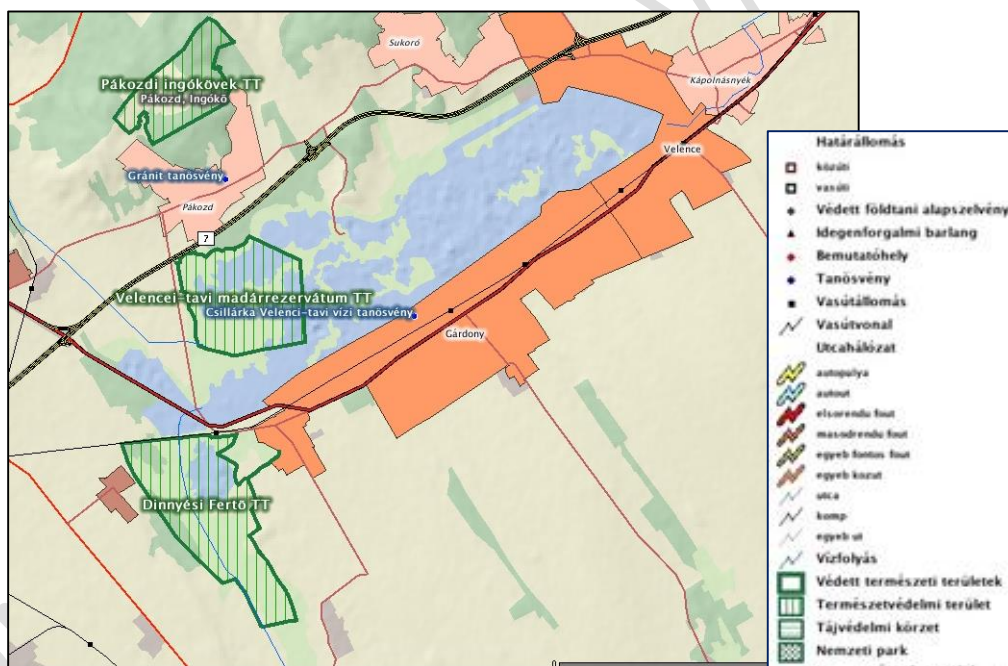 Sukoró
Pákozdi ingókövek TT
Pákozd, Ingókő
Kápolnásnyék
Velence
Gránit tanösvény
Pákozd
7
Velencei-tavi madárrezervátum TT
Csillárka Velenci-tavi vízi tanösvény
Gárdony
Dinnyési Fertő TT
0
Határállomás
közúti
vasúti
Védett földtani alapszelvény
Idegenforgalmi barlang
Bemutatóhely
Tanösvény
Vasútállomás
Vasútvonal
Utcahálózat
autopulya
autout
elsorendu fout
masodrendu fout
egyeb fontos fout
egyeb kozut
utca
komp
egyeb ut
Vízfolyás
Védett természeti területek
Természetvédelmi terület
Tájvédelmi körzet
Nemzeti park